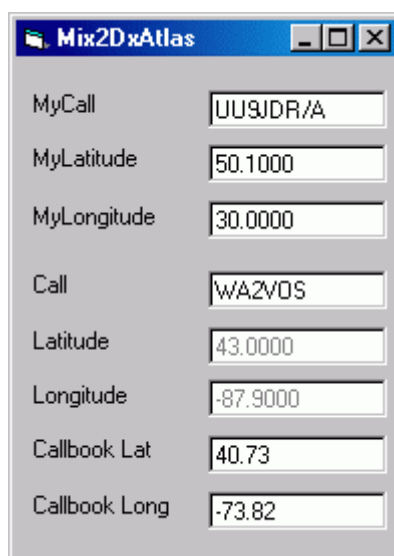 Mix2DxAtlas
MyCall UU9JDR/A
MyLatitude 50.1000
MyLongitude 30.0000
Call WA2VOS
Latitude 43.0000
Longitude -87.9000
Callbook Lat 40.73
Callbook Long -73.82